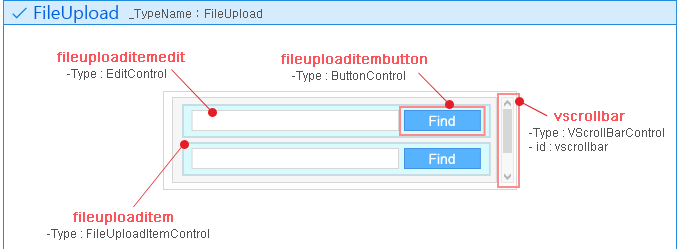 FileUpload _TypeName : FileUpload
fileuploaditemedit
-Type : EditControl
fileuploaditembutton
-Type : ButtonControl
Find
vscrollbar
-Type : VScrollBarControl
- id : vscrollbar
Find
fileuploaditem
-Type : FileUploadItemControl